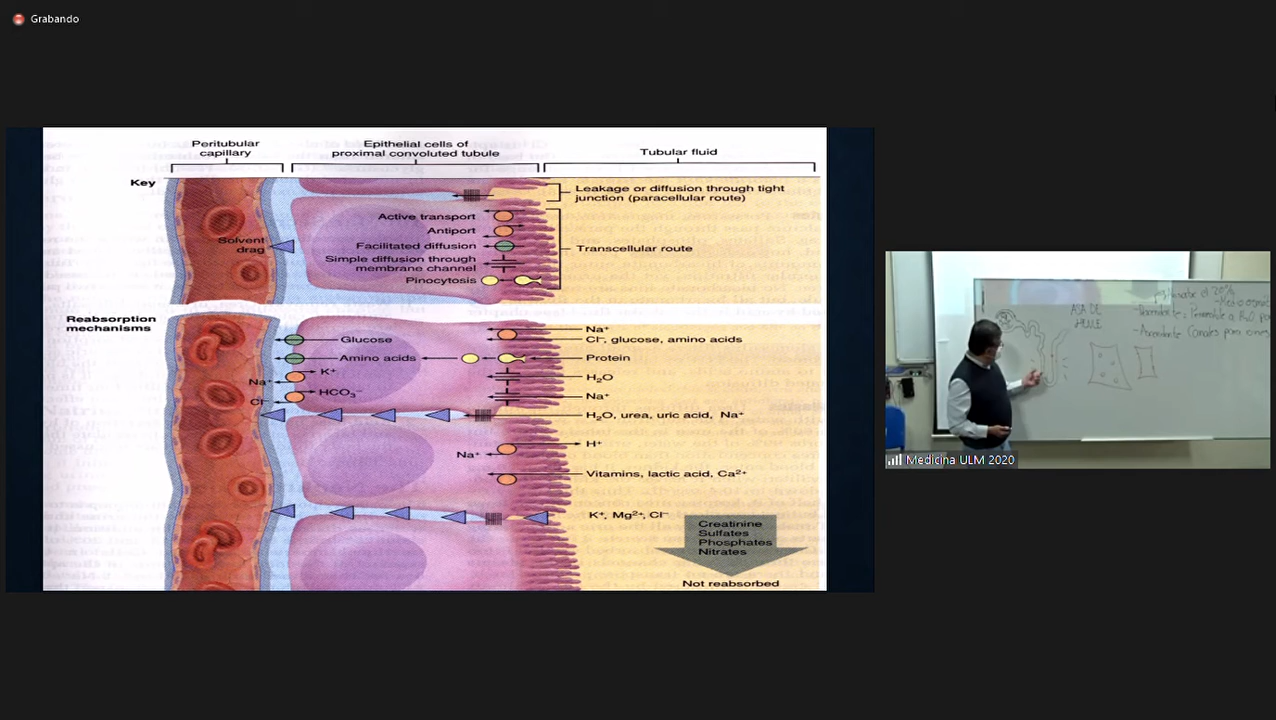 Grabando
Peritubular
capillary
Epithelial cells of
proximal convoluted tubule
Tubular fluid
Key
Leakage or diffusion through tight
junction (paracellular route)
Active transport
Antiport
Solvent
drag
Facilitated diffusion
Transcellular route
Simple diffusion through
membrane channel
Pinocytosis
Reabsorption
mechanisms
Na⁺
Glucose
Cl⁻, glucose, amino acids
Amino acids
Protein
K⁺
H₂O
Na⁺
HCO₃⁻
Na⁺
Cl⁻
H₂O, urea, uric acid, Na⁺
H⁺
Na⁺
Vitamins, lactic acid, Ca²⁺
K⁺, Mg²⁺, Cl⁻
Creatinine
Sulfates
Phosphates
Nitrates
Not reabsorbed
ASA DE
HENLE
Medicina ULM 2020